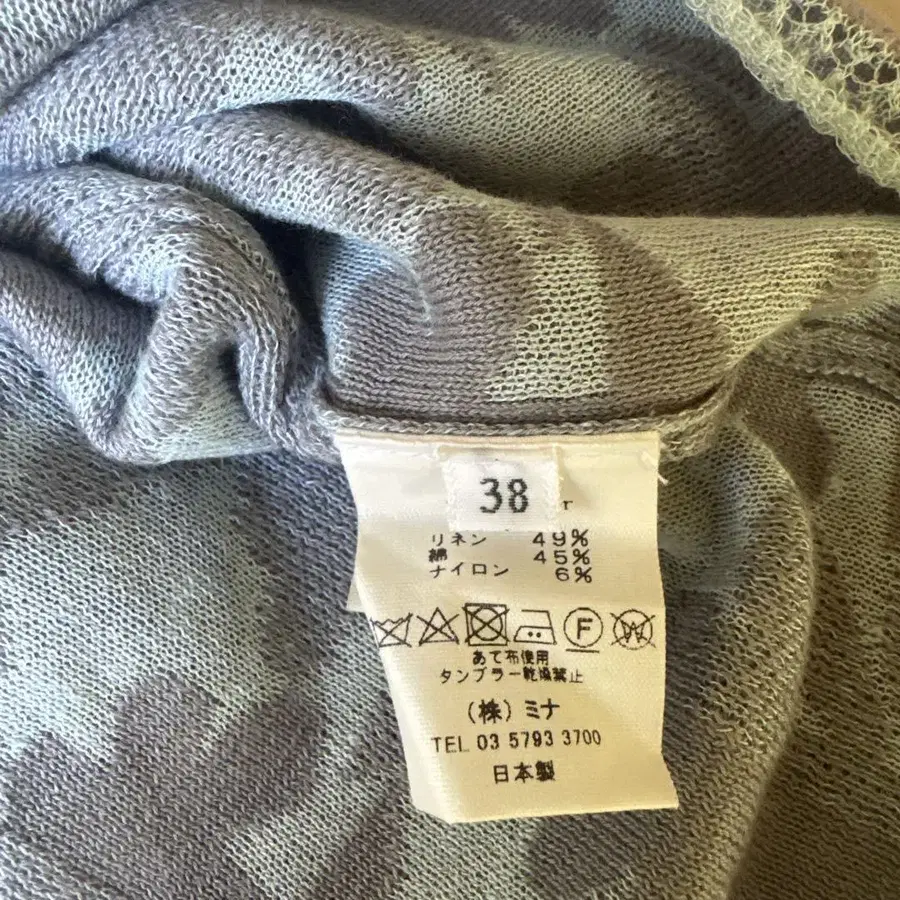 38
r
リネン 49%
綿 45%
ナイロン 6%
F W
あて布使用
タンブラー乾燥禁止
(株)ミナ
TEL 03 5793 3700
日本製